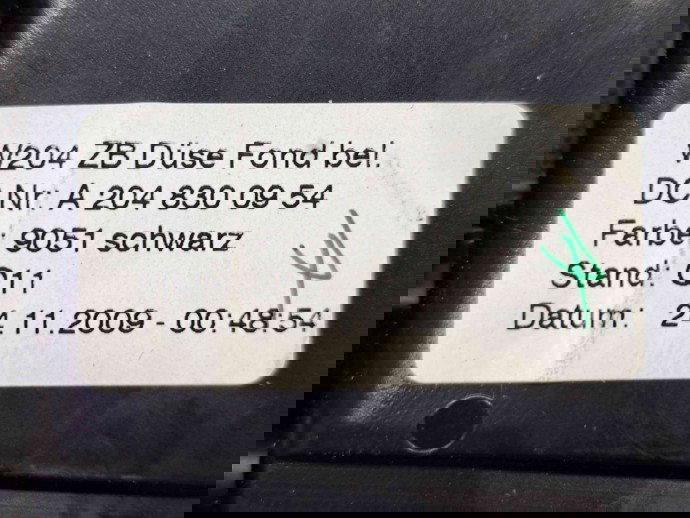 W204 ZB Düse Fond bel.
DC Nr: A 204 830 09 54
Farbe: 9051 schwarz
Stand: 011
Datum: 24.11.2009 - 00:48:54